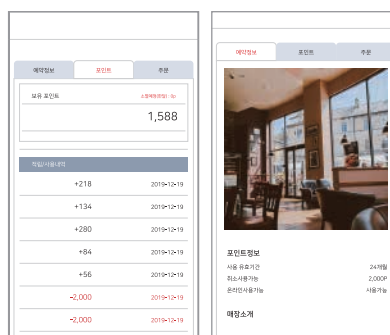 예약정보 포인트 주문
보유 포인트
1,588
적립/사용내역
+218 2019-12-19
+134 2019-12-19
+280 2019-12-19
+84 2019-12-19
+56 2019-12-19
-2,000 2019-12-19
-2,000 2019-12-19
예약정보 포인트 주문
포인트정보
사용 유효기간 24개월
최소사용가능 2,000P
온라인사용가능 사용가능
매장소개